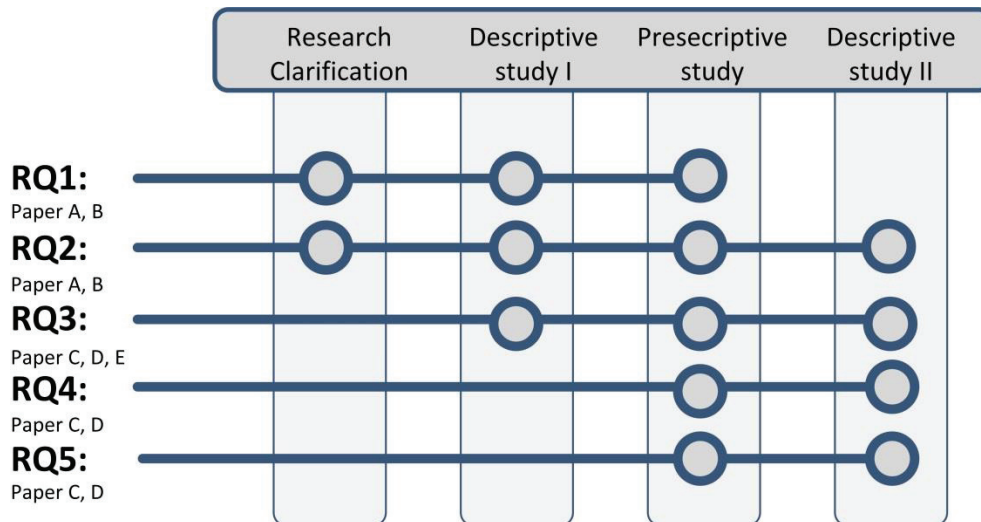 Research Clarification
Descriptive study I
Presecriptive study
Descriptive study II
RQ1:
Paper A, B
RQ2:
Paper A, B
RQ3:
Paper C, D, E
RQ4:
Paper C, D
RQ5:
Paper C, D